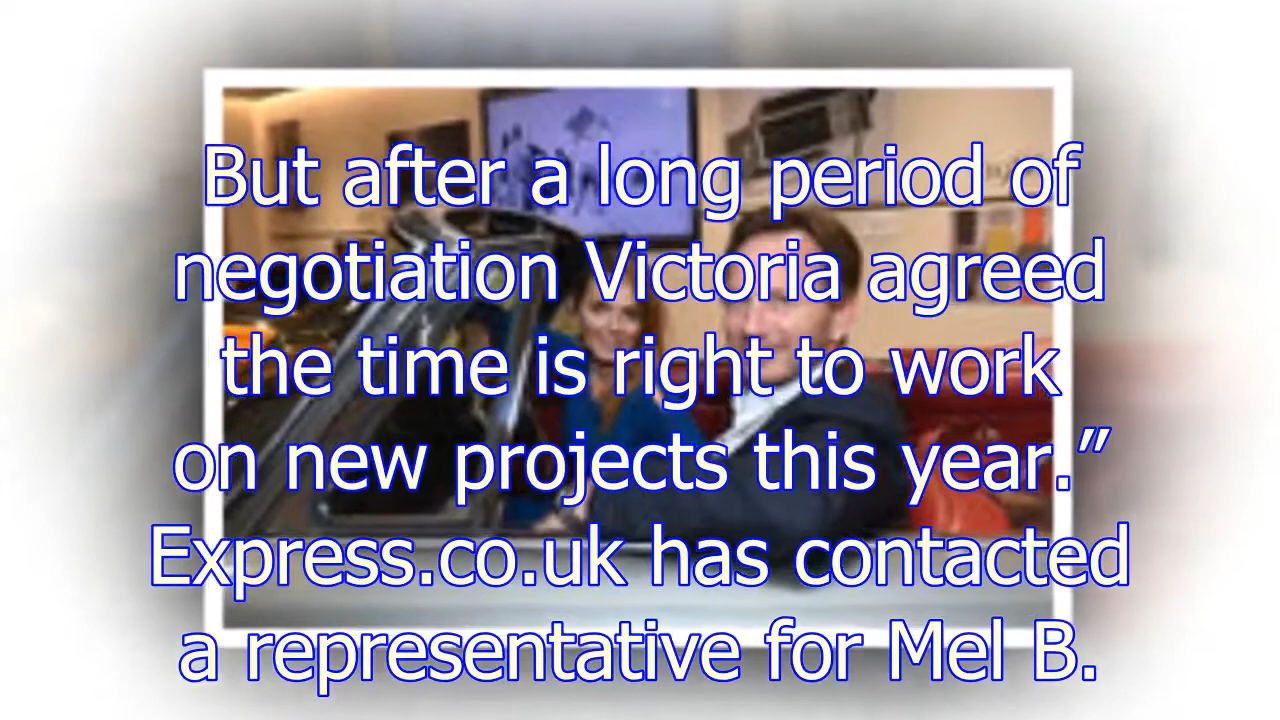 But after a long period of
negotiation Victoria agreed
the time is right to work
on new projects this year.”
Express.co.uk has contacted
a representative for Mel B.